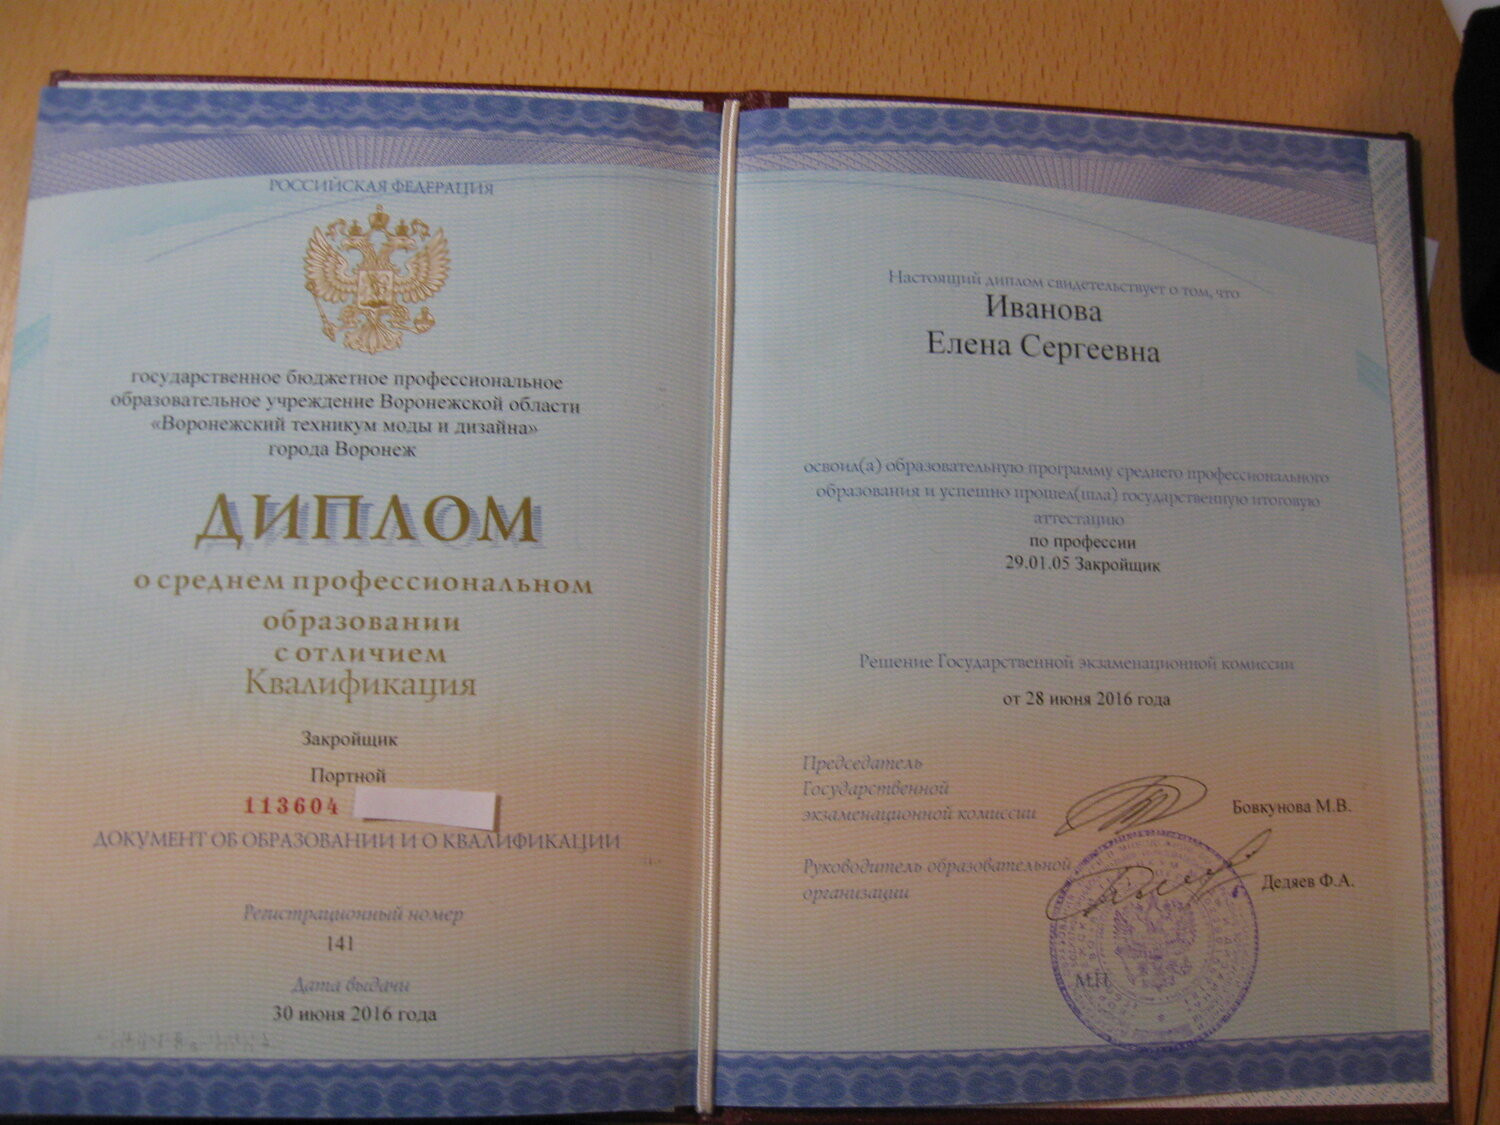 РОССИЙСКАЯ ФЕДЕРАЦИЯ
государственное бюджетное профессиональное
образовательное учреждение Воронежской области
«Воронежский техникум моды и дизайна»
города Воронеж
ДИПЛОМ
о среднем профессиональном
образовании
с отличием
Квалификация
Закройщик
Портной
113604
ДОКУМЕНТ ОБ ОБРАЗОВАНИИ И О КВАЛИФИКАЦИИ
Регистрационный номер
141
Дата выдачи
30 июня 2016 года
Настоящий диплом свидетельствует о том, что
Иванова
Елена Сергеевна
освоил(а) образовательную программу среднего профессионального
образования и успешно прошел(шла) государственную итоговую
аттестацию
по профессии
29.01.05 Закройщик
Решение Государственной экзаменационной комиссии
от 28 июня 2016 года
Председатель
Государственной
экзаменационной комиссии
Бовкунова М.В.
Руководитель образовательной
организации
Дедяев Ф.А.
М.П.